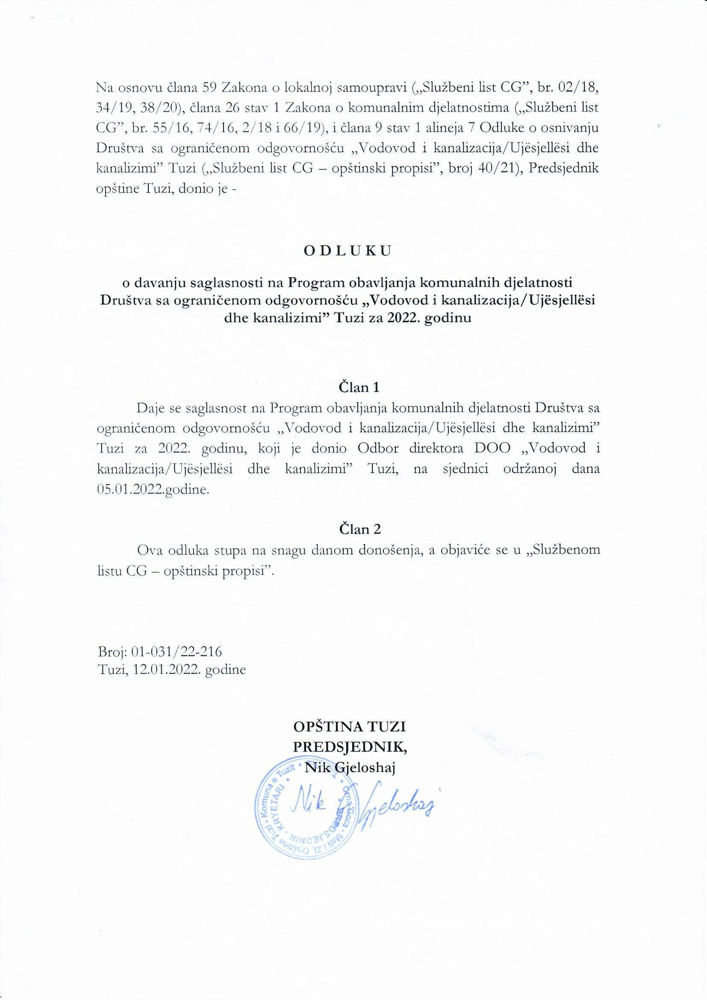 Na osnovu člana 59 Zakona o lokalnoj samoupravi („Službeni list CG”, br. 02/18,
34/19, 38/20), člana 26 stav 1 Zakona o komunalnim djelatnostima („Službeni list
CG”, br. 55/16, 74/16, 2/18 i 66/19), i člana 9 stav 1 alineja 7 Odluke o osnivanju
Društva sa ograničenom odgovornošću „Vodovod i kanalizacija/Ujësjellësi dhe
kanalizimi” Tuzi („Službeni list CG – opštinski propisi”, broj 40/21), Predsjednik
opštine Tuzi, donio je -
O D L U K U
o davanju saglasnosti na Program obavljanja komunalnih djelatnosti
Društva sa ograničenom odgovornošću „Vodovod i kanalizacija/Ujësjellësi
dhe kanalizimi” Tuzi za 2022. godinu
Član 1
Daje se saglasnost na Program obavljanja komunalnih djelatnosti Društva sa
ograničenom odgovornošću „Vodovod i kanalizacija/Ujësjellësi dhe kanalizimi”
Tuzi za 2022. godinu, koji je donio Odbor direktora DOO „Vodovod i
kanalizacija/Ujësjellësi dhe kanalizimi” Tuzi, na sjednici održanoj dana
05.01.2022.godine.
Član 2
Ova odluka stupa na snagu danom donošenja, a objaviće se u „Službenom
listu CG – opštinski propisi”.
Broj: 01-031/22-216
Tuzi, 12.01.2022. godine
OPŠTINA TUZI
PREDSJEDNIK,
Nik Gjeloshaj
Nik Gjeloshaj
Crna Gora - Mali i Zi, Opština Tuzi - Komuna e Tuzit
PREDSJEDNIK - KRYETARI